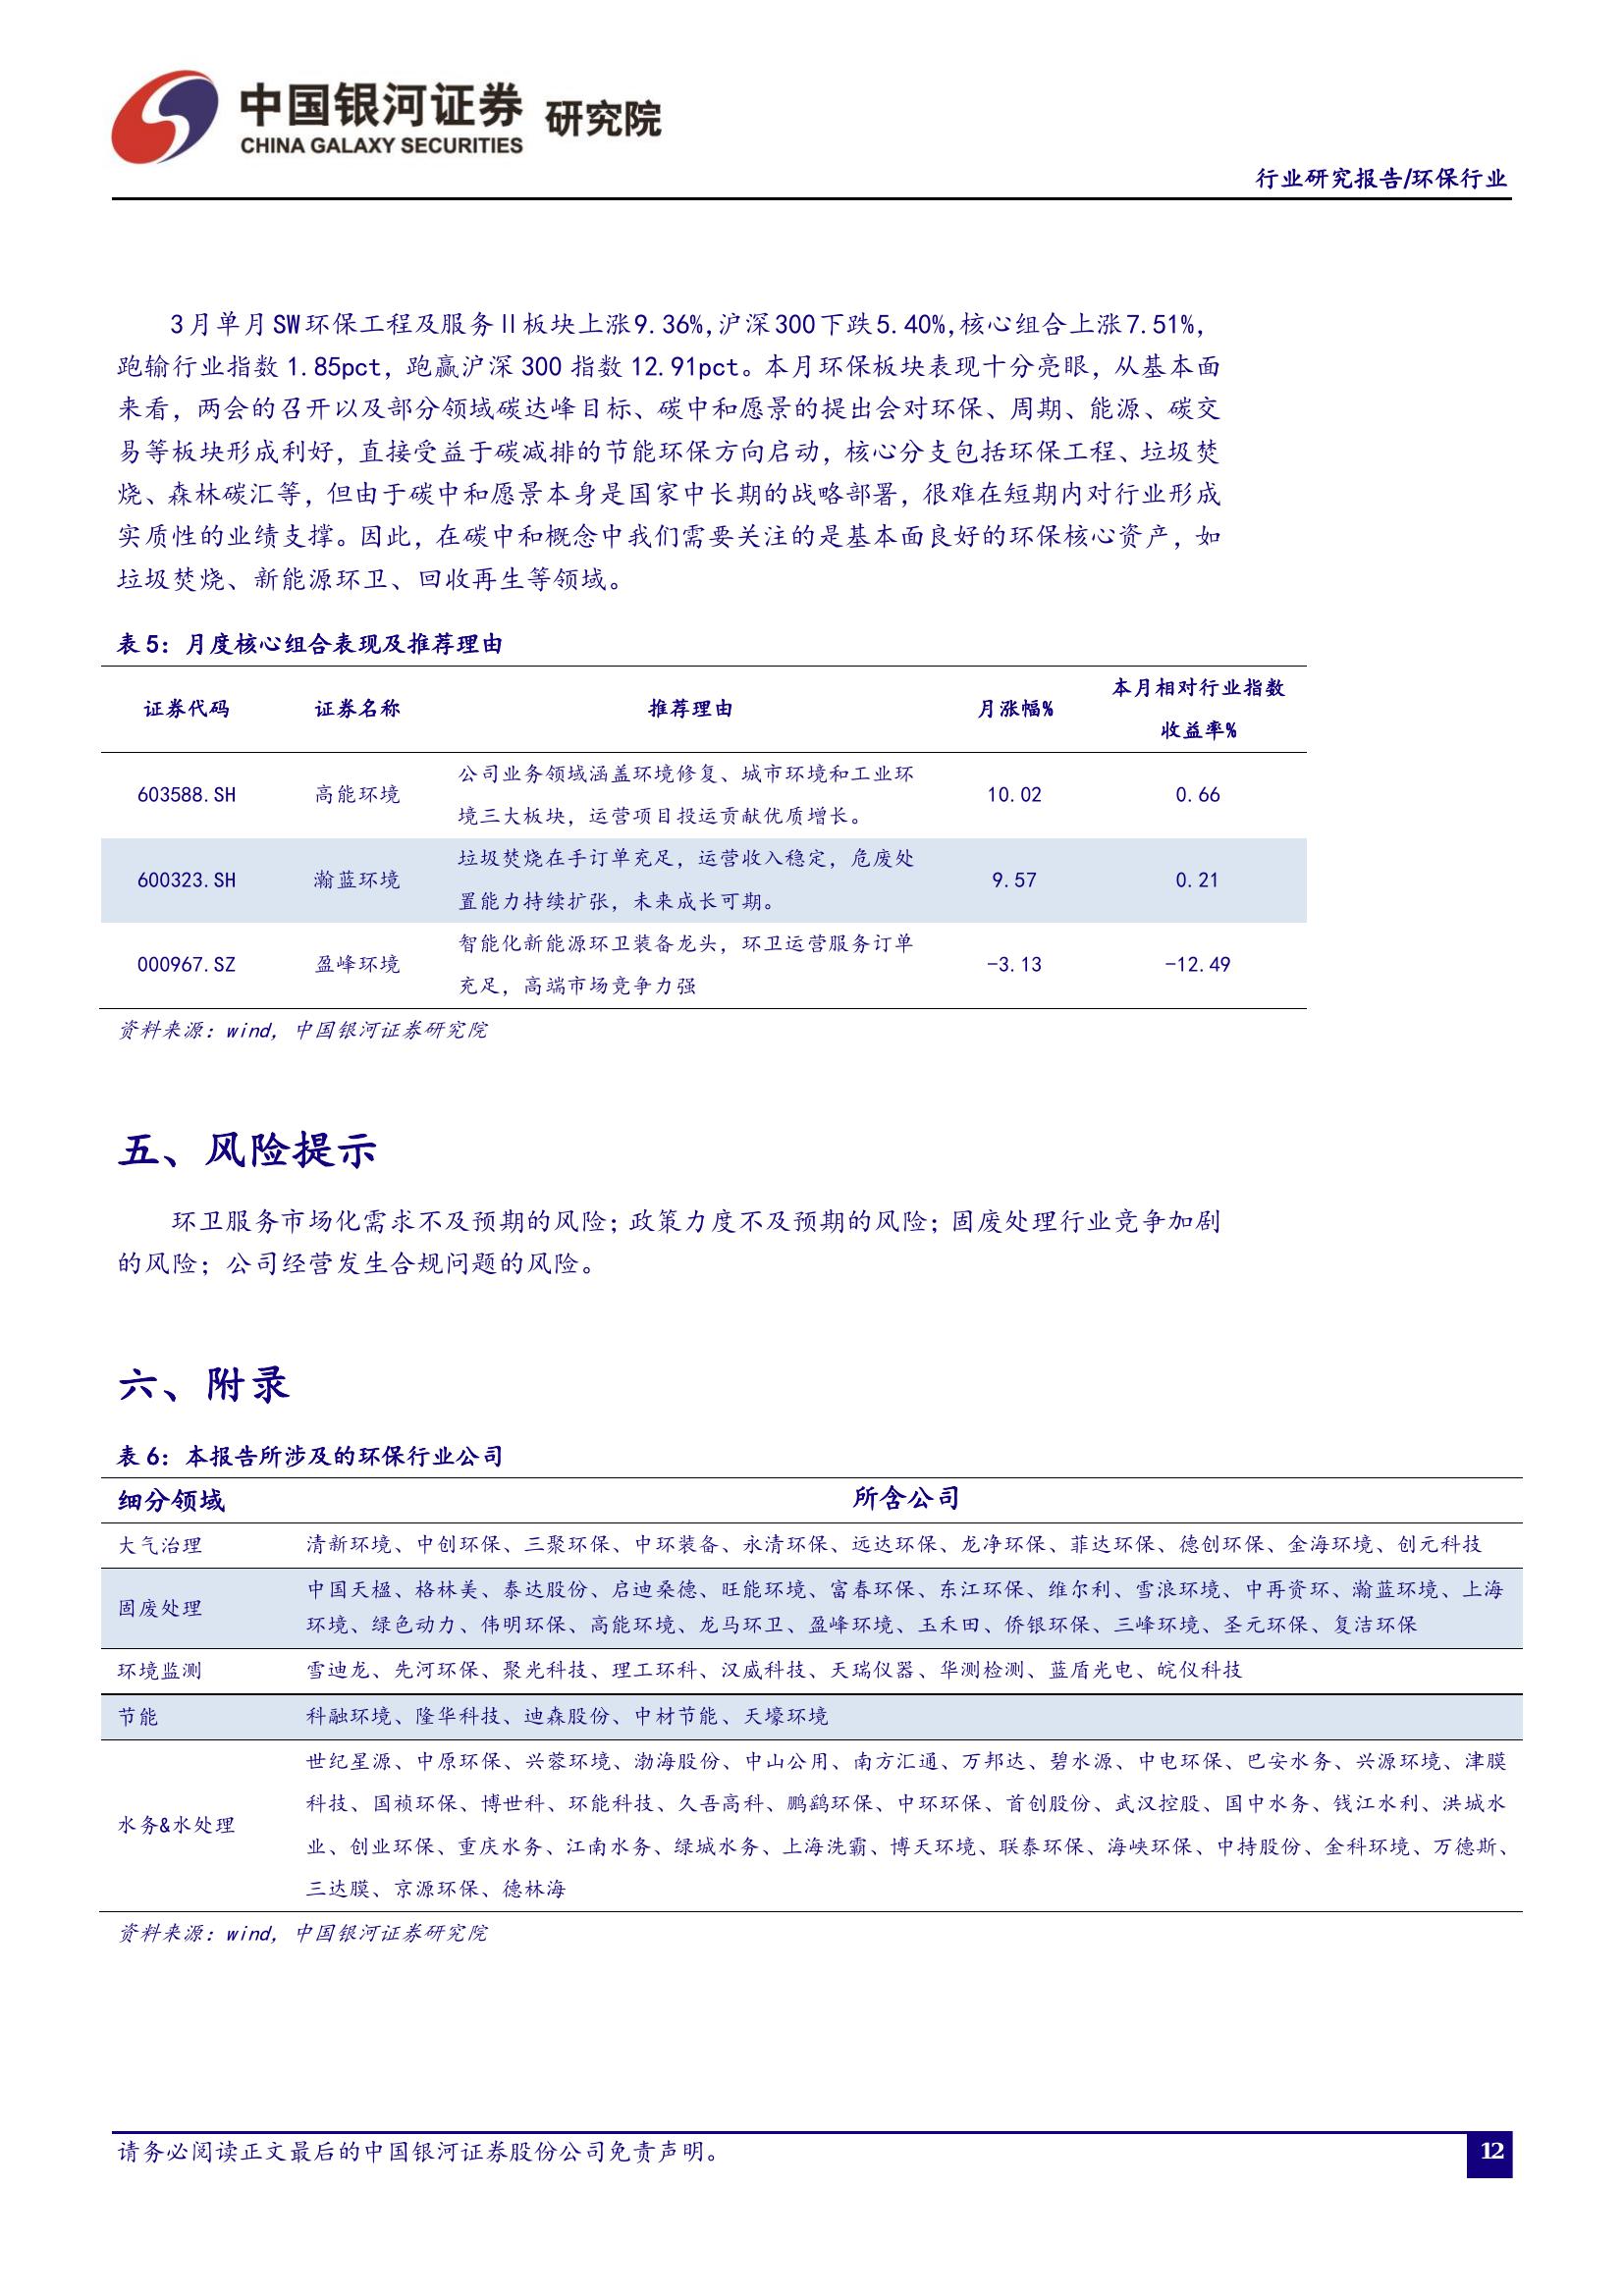 中国银河证券 研究院
CHINA GALAXY SECURITIES
行业研究报告/环保行业
3月单月SW环保工程及服务Ⅱ板块上涨9.36%,沪深300下跌5.40%,核心组合上涨7.51%,
跑输行业指数 1.85pct，跑赢沪深 300 指数 12.91pct。本月环保板块表现十分亮眼，从基本面
来看，两会的召开以及部分领域碳达峰目标、碳中和愿景的提出会对环保、周期、能源、碳交
易等板块形成利好，直接受益于碳减排的节能环保方向启动，核心分支包括环保工程、垃圾焚
烧、森林碳汇等，但由于碳中和愿景本身是国家中长期的战略部署，很难在短期内对行业形成
实质性的业绩支撑。因此，在碳中和概念中我们需要关注的是基本面良好的环保核心资产，如
垃圾焚烧、新能源环卫、回收再生等领域。
表 5：月度核心组合表现及推荐理由
证券代码 证券名称 推荐理由 月涨幅% 本月相对行业指数
收益率%
公司业务领域涵盖环境修复、城市环境和工业环
603588.SH 高能环境 10.02 0.66
境三大板块，运营项目投运贡献优质增长。
垃圾焚烧在手订单充足，运营收入稳定，危废处
600323.SH 瀚蓝环境 9.57 0.21
置能力持续扩张，未来成长可期。
智能化新能源环卫装备龙头，环卫运营服务订单
000967.SZ 盈峰环境 -3.13 -12.49
充足，高端市场竞争力强
资料来源：wind，中国银河证券研究院
五、风险提示
环卫服务市场化需求不及预期的风险；政策力度不及预期的风险；固废处理行业竞争加剧
的风险；公司经营发生合规问题的风险。
六、附录
表 6：本报告所涉及的环保行业公司
细分领域 所含公司
大气治理 清新环境、中创环保、三聚环保、中环装备、永清环保、远达环保、龙净环保、菲达环保、德创环保、金海环境、创元科技
中国天楹、格林美、泰达股份、启迪桑德、旺能环境、富春环保、东江环保、维尔利、雪浪环境、中再资环、瀚蓝环境、上海
固废处理
环境、绿色动力、伟明环保、高能环境、龙马环卫、盈峰环境、玉禾田、侨银环保、三峰环境、圣元环保、复洁环保
环境监测 雪迪龙、先河环保、聚光科技、理工环科、汉威科技、天瑞仪器、华测检测、蓝盾光电、皖仪科技
节能 科融环境、隆华科技、迪森股份、中材节能、天壕环境
世纪星源、中原环保、兴蓉环境、渤海股份、中山公用、南方汇通、万邦达、碧水源、中电环保、巴安水务、兴源环境、津膜
科技、国祯环保、博世科、环能科技、久吾高科、鹏鹞环保、中环环保、首创股份、武汉控股、国中水务、钱江水利、洪城水
水务&水处理
业、创业环保、重庆水务、江南水务、绿城水务、上海洗霸、博天环境、联泰环保、海峡环保、中持股份、金科环境、万德斯、
三达膜、京源环保、德林海
资料来源：wind，中国银河证券研究院
请务必阅读正文最后的中国银河证券股份公司免责声明。
12